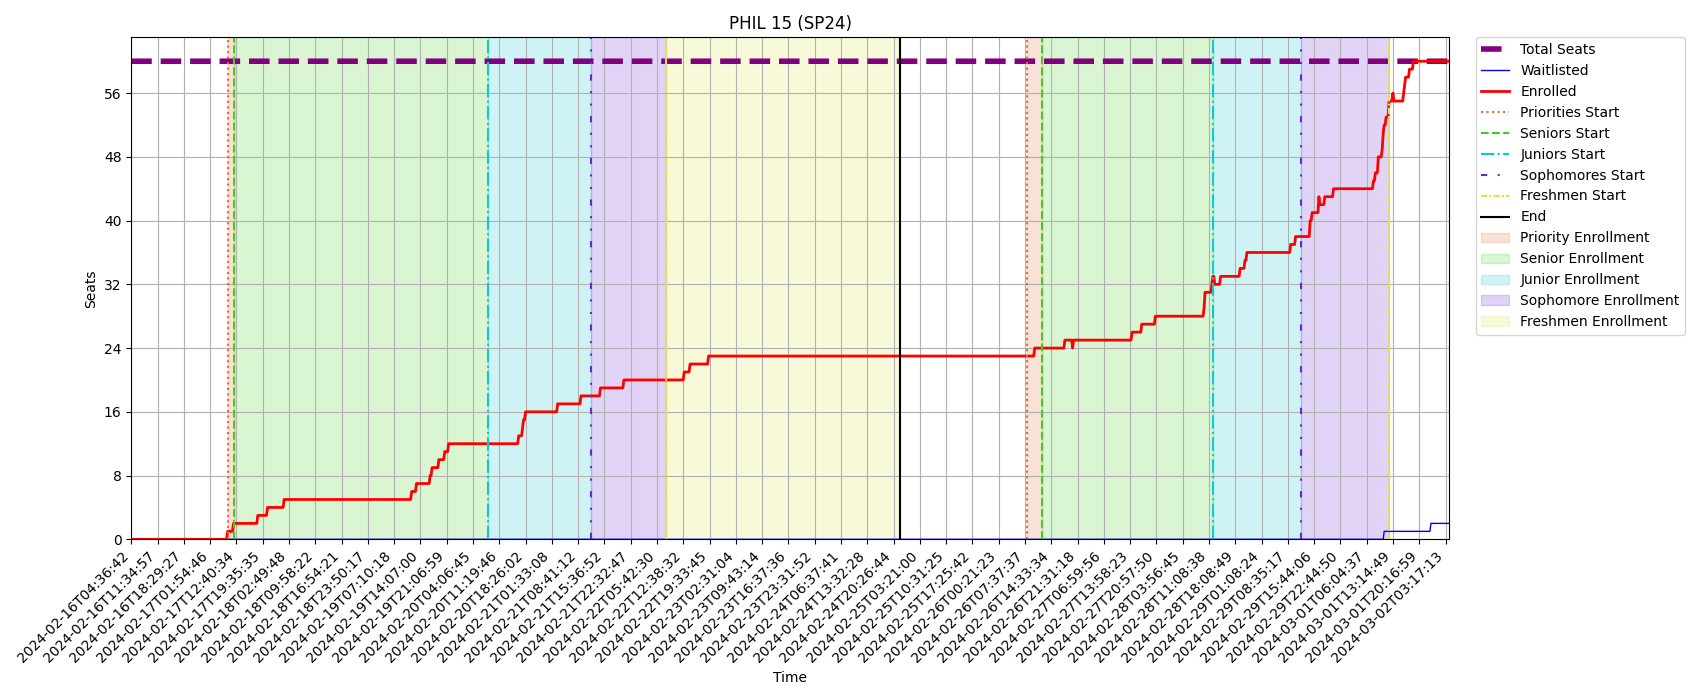 PHIL 15 (SP24)
Total Seats
Waitlisted
Enrolled
Priorities Start
Seniors Start
Juniors Start
Sophomores Start
Freshmen Start
End
Priority Enrollment
Senior Enrollment
Junior Enrollment
Sophomore Enrollment
Freshmen Enrollment
Seats
56
48
40
32
24
16
8
0
2024-02-16T04:36:42
2024-02-16T11:34:57
2024-02-16T18:29:27
2024-02-17T01:54:46
2024-02-17T12:40:34
2024-02-17T19:35:35
2024-02-18T02:49:48
2024-02-18T09:58:22
2024-02-18T16:54:21
2024-02-18T23:50:17
2024-02-19T07:10:18
2024-02-19T14:07:00
2024-02-19T21:06:59
2024-02-20T04:06:45
2024-02-20T11:19:46
2024-02-20T18:26:02
2024-02-21T01:33:08
2024-02-21T08:41:12
2024-02-21T15:36:52
2024-02-21T22:32:47
2024-02-22T05:42:30
2024-02-22T12:38:32
2024-02-22T19:33:45
2024-02-23T02:31:04
2024-02-23T09:43:14
2024-02-23T16:37:36
2024-02-23T23:31:52
2024-02-24T06:37:41
2024-02-24T13:32:28
2024-02-24T20:26:44
2024-02-25T03:21:00
2024-02-25T10:31:25
2024-02-25T17:25:42
2024-02-26T00:21:23
2024-02-26T07:37:37
2024-02-26T14:33:34
2024-02-26T21:31:18
2024-02-27T06:59:56
2024-02-27T13:58:23
2024-02-27T20:57:50
2024-02-28T03:56:45
2024-02-28T11:08:38
2024-02-28T18:08:49
2024-02-29T01:08:24
2024-02-29T08:35:17
2024-02-29T15:44:06
2024-02-29T22:44:50
2024-03-01T06:04:37
2024-03-01T13:14:49
2024-03-01T20:16:59
2024-03-02T03:17:13
Time